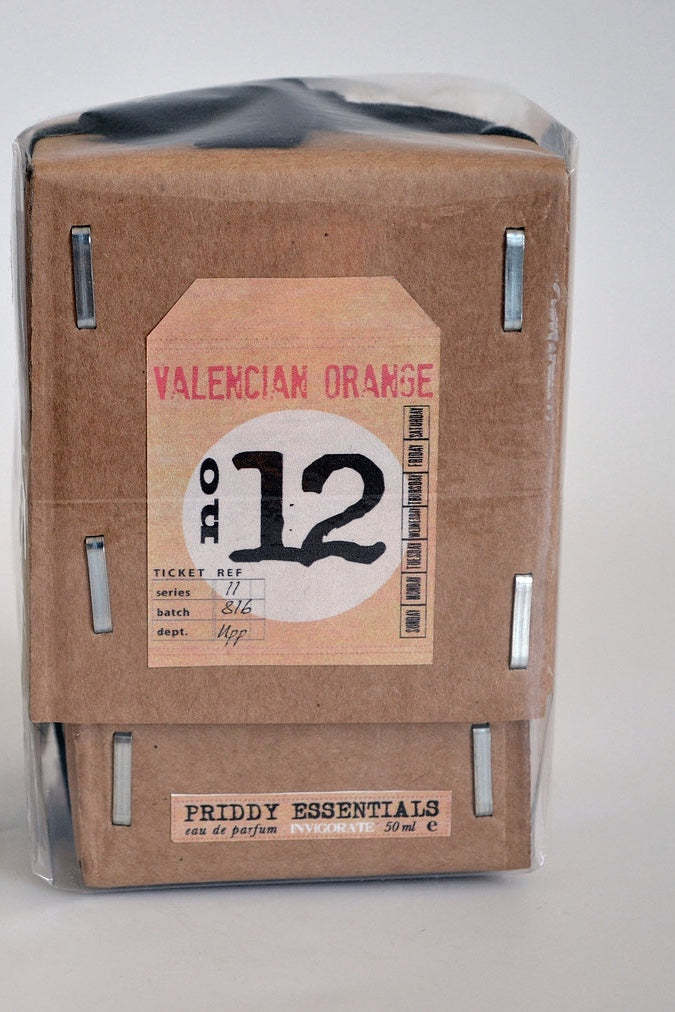 VALENCIAN ORANGE
on 12
TICKET REF
series 11
batch 816
dept. Upp
SUNDAY MONDAY TUESDAY WEDNESDAY THURSDAY FRIDAY SATURDAY
PRIDDY ESSENTIALS
eau de parfum INVIGORATE 50 ml e